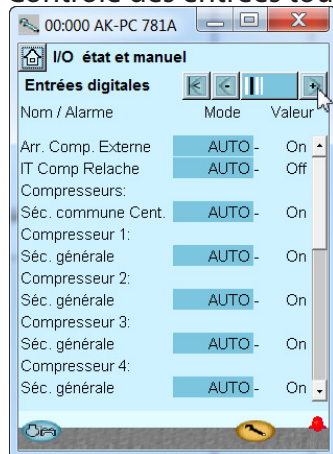 Contrôle des entrées tou
00:000 AK-PC 781A
I/O état et manuel
Entrées digitales
Nom / Alarme Mode Valeur
Arr. Comp. Externe AUTO - On
IT Comp Relache AUTO - Off
Compresseurs:
Séc. commune Cent. AUTO - On
Compresseur 1:
Séc. générale AUTO - On
Compresseur 2:
Séc. générale AUTO - On
Compresseur 3:
Séc. générale AUTO - On
Compresseur 4:
Séc. générale AUTO - On